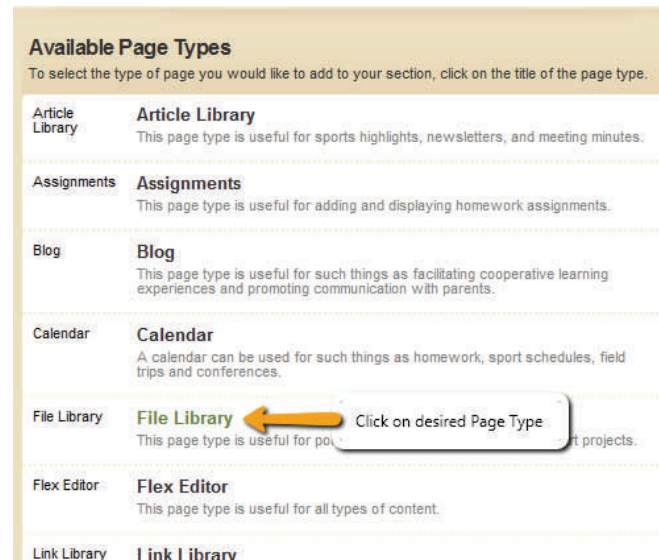 Available Page Types
To select the type of page you would like to add to your section, click on the title of the page type.
Article
Library
Article Library
This page type is useful for sports highlights, newsletters, and meeting minutes.
Assignments
Assignments
This page type is useful for adding and displaying homework assignments.
Blog
Blog
This page type is useful for such things as facilitating cooperative learning
experiences and promoting communication with parents.
Calendar
Calendar
A calendar can be used for such things as homework, sport schedules, field
trips and conferences.
File Library
File Library
Click on desired Page Type
This page type is useful for projects.
Flex Editor
Flex Editor
This page type is useful for all types of content.
Link Library
Link Library